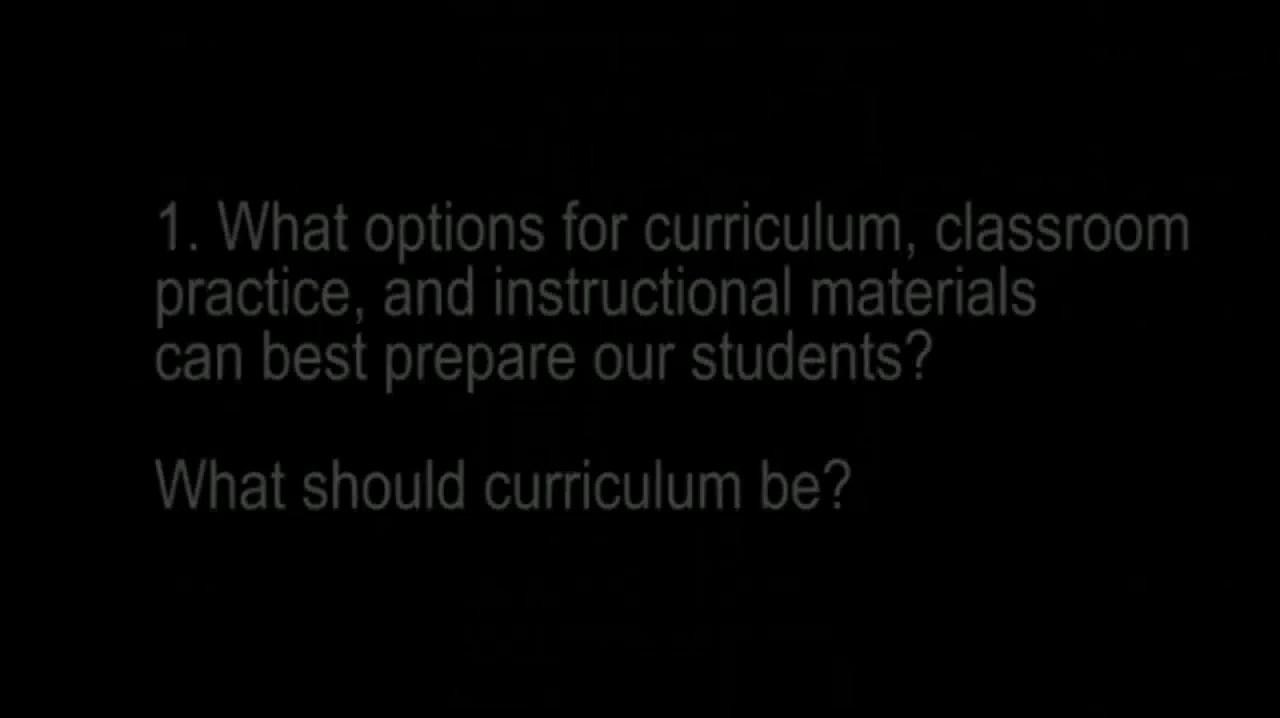 1. What options for curriculum, classroom
practice, and instructional materials
can best prepare our students?
What should curriculum be?